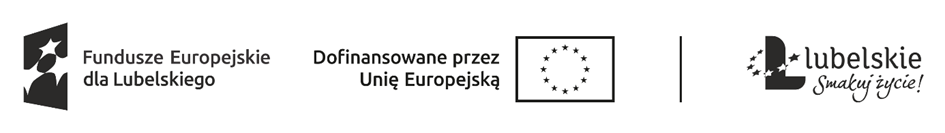 Fundusze Europejskie
dla Lubelskiego
Dofinansowane przez
Unię Europejską
lubelskie
Smakuj życie!